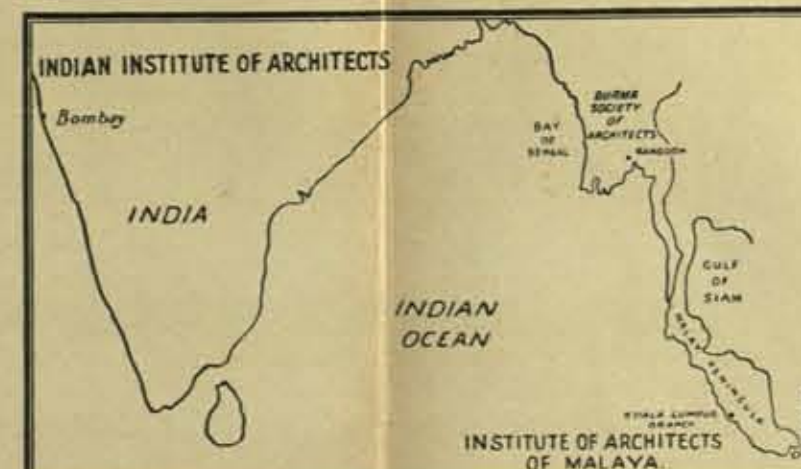 INDIAN INSTITUTE OF ARCHITECTS
Bombay
INDIA
BURMA
SOCIETY
OF
ARCHITECTS
RANGOON
BAY
OF
BENGAL
GULF
OF
SIAM
INDIAN
OCEAN
MALAY PENINSULA
KUALA LUMPUR
BRANCH
INSTITUTE OF ARCHITECTS
OF MALAYA.